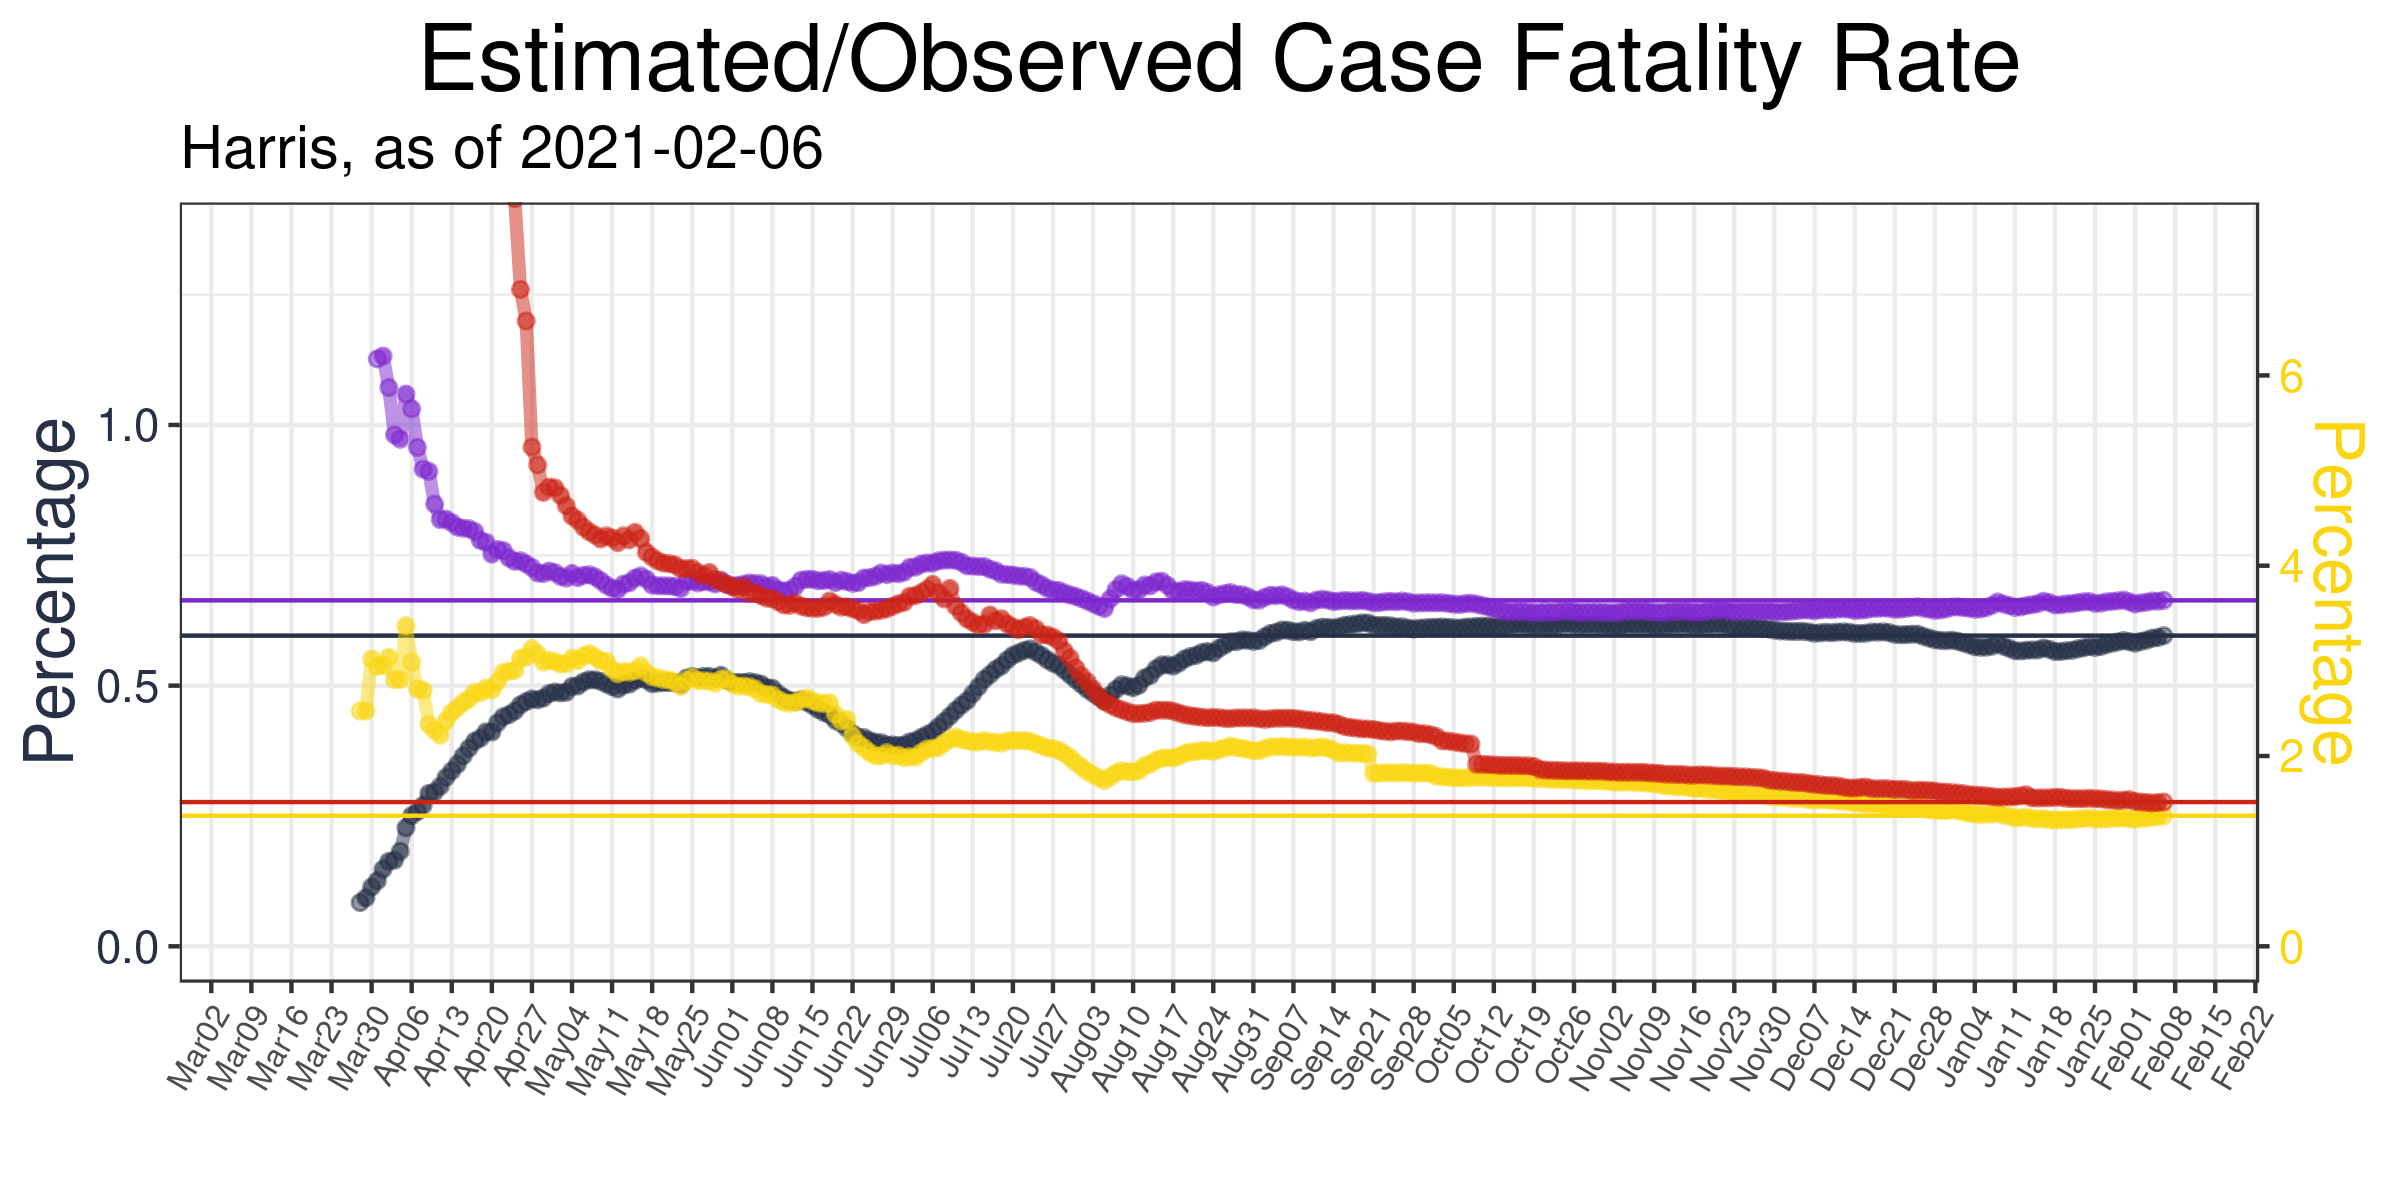 Estimated/Observed Case Fatality Rate
Harris, as of 2021-02-06
Percentage
1.0
0.5
0.0
6
4
2
0
Percentage
Mar02
Mar09
Mar16
Mar23
Mar30
Apr06
Apr13
Apr20
Apr27
May04
May11
May18
May25
Jun01
Jun08
Jun15
Jun22
Jun29
Jul06
Jul13
Jul20
Jul27
Aug03
Aug10
Aug17
Aug24
Aug31
Sep07
Sep14
Sep21
Sep28
Oct05
Oct12
Oct19
Oct26
Nov02
Nov09
Nov16
Nov23
Nov30
Dec07
Dec14
Dec21
Dec28
Jan04
Jan11
Jan18
Jan25
Feb01
Feb08
Feb15
Feb22